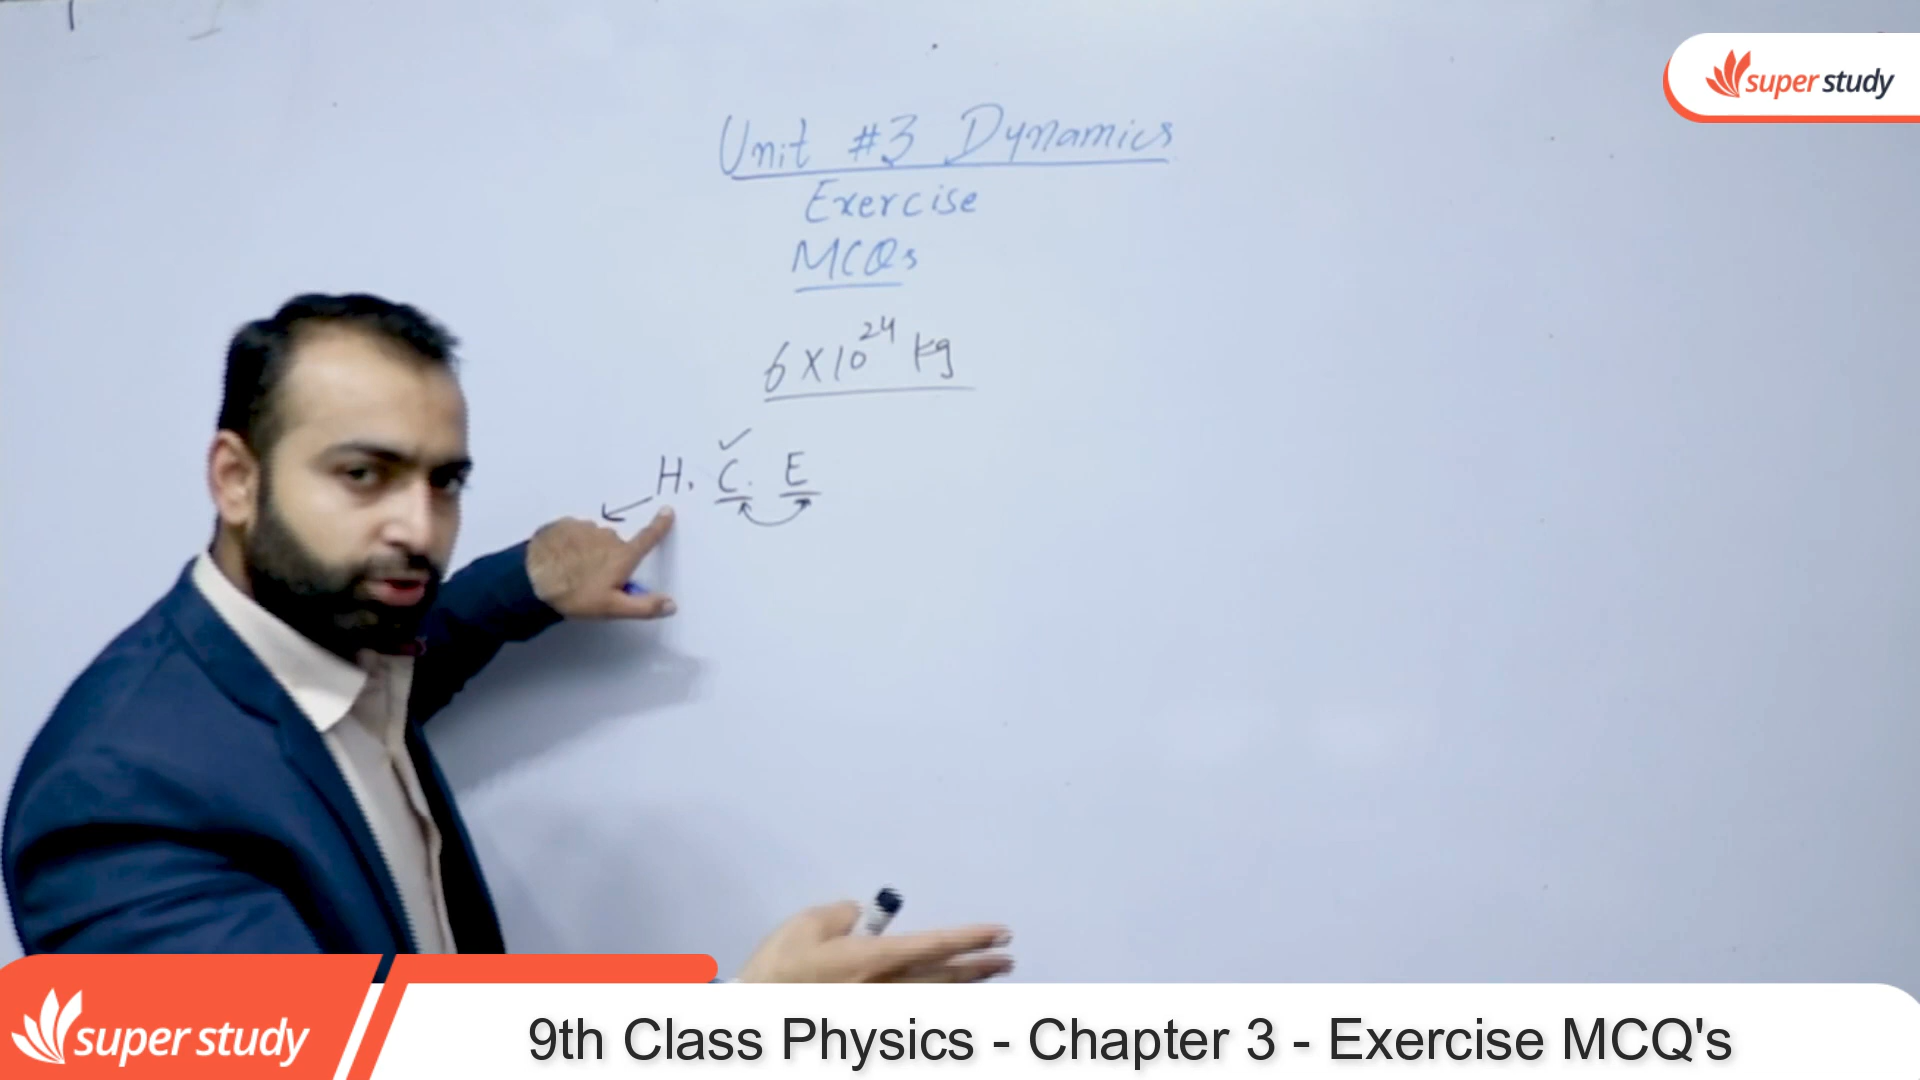 super study
Unit #3 Dynamics
Exercise
MCQs
6×10²⁴ kg
H. C. E
super study
9th Class Physics - Chapter 3 - Exercise MCQ's